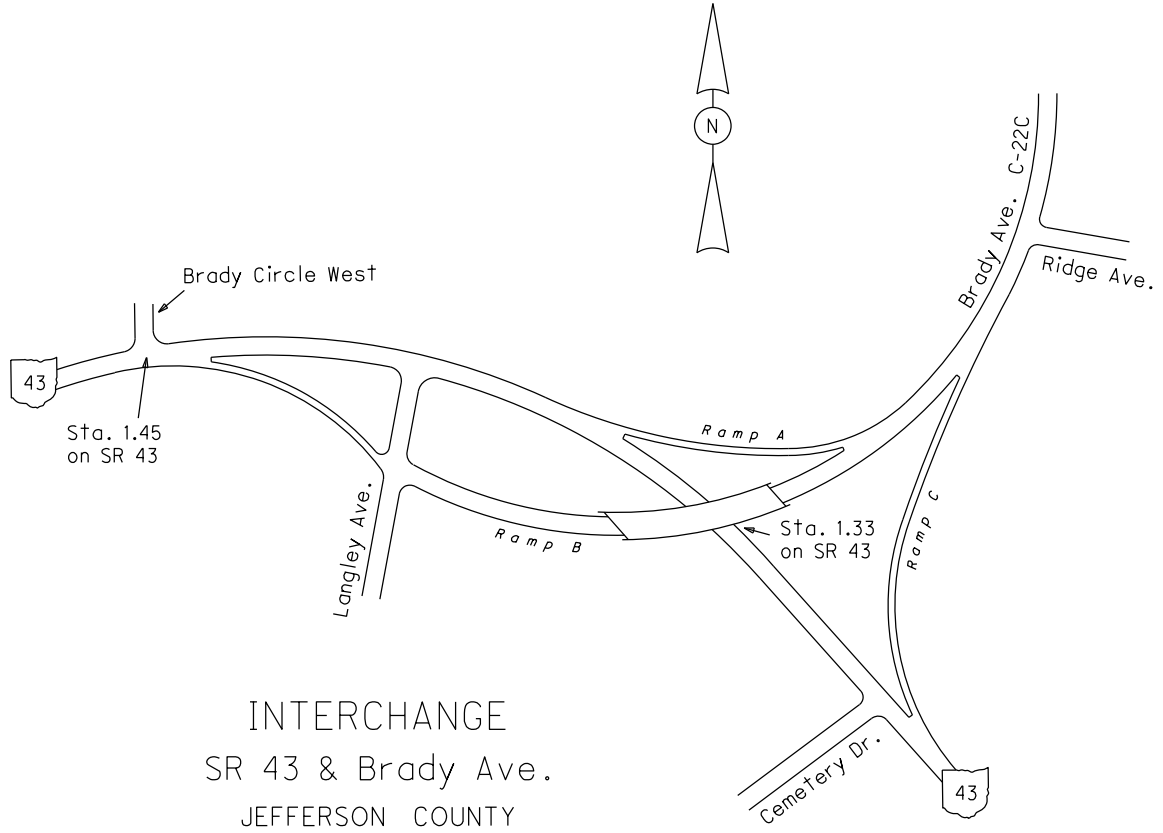 N
Brady Ave. C-22C
Ridge Ave.
Brady Circle West
43
Sta. 1.45
on SR 43
Ramp A
Langley Ave.
Ramp B
Sta. 1.33
on SR 43
Ramp C
INTERCHANGE
SR 43 & Brady Ave.
JEFFERSON COUNTY
Cemetery Dr.
43